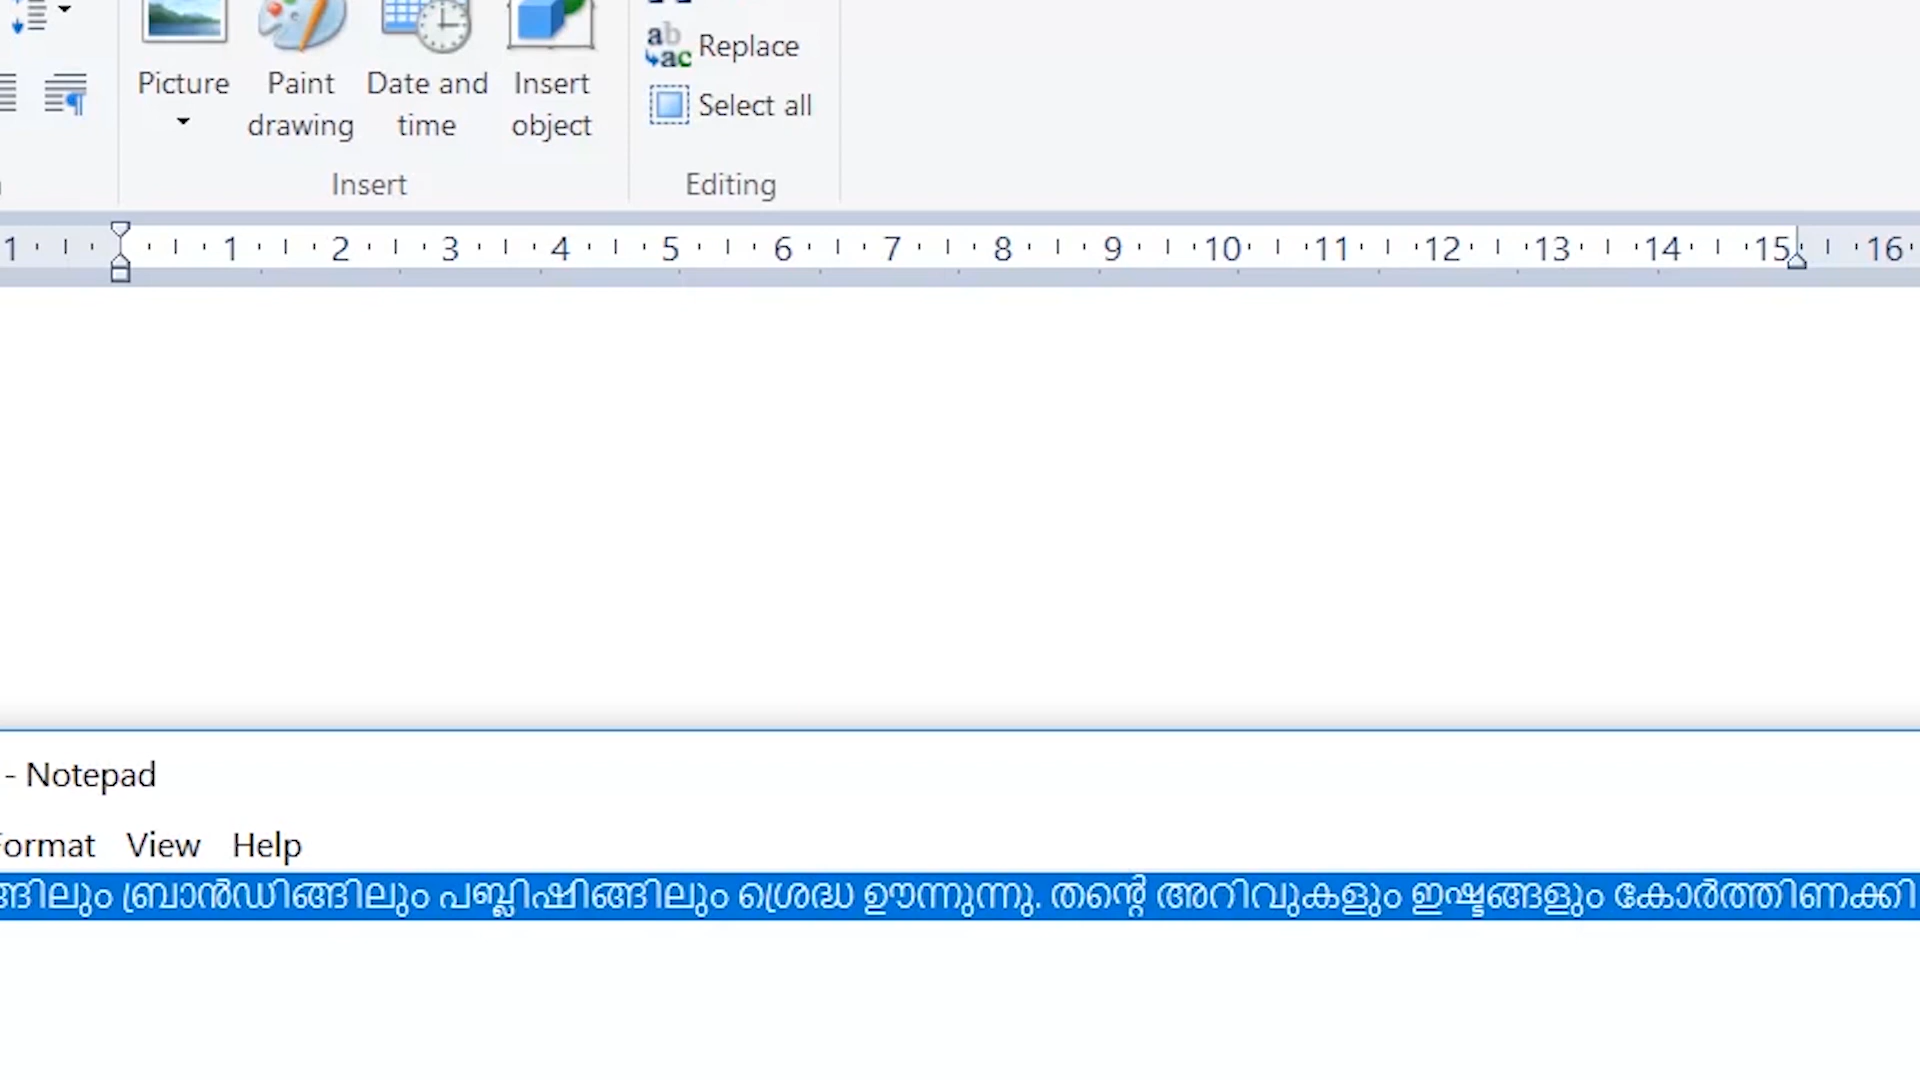 Picture
Paint drawing
Date and time
Insert object
Insert
Replace
Select all
Editing
1 1 2 3 4 5 6 7 8 9 10 11 12 13 14 15 16
- Notepad
Format View Help
ങ്ങിലും ബ്രാൻഡിങ്ങിലും പബ്ലിഷിങ്ങിലും ശ്രെദ്ധ ഊന്നുന്നു. തന്റെ അറിവുകളും ഇഷ്ടങ്ങളും കോർത്തിണക്കി